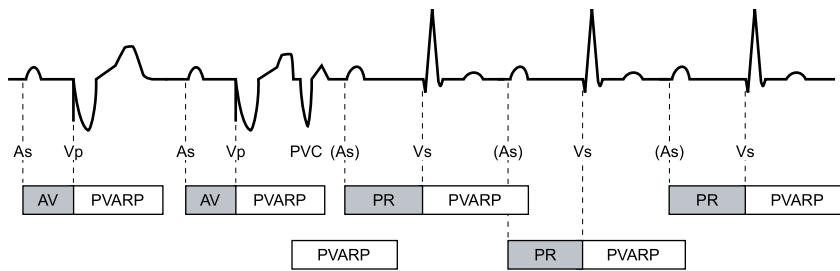 As Vp As Vp PVC (As) Vs (As) Vs (As) Vs
AV PVARP AV PVARP PR PVARP PR PVARP
PVARP PR PVARP